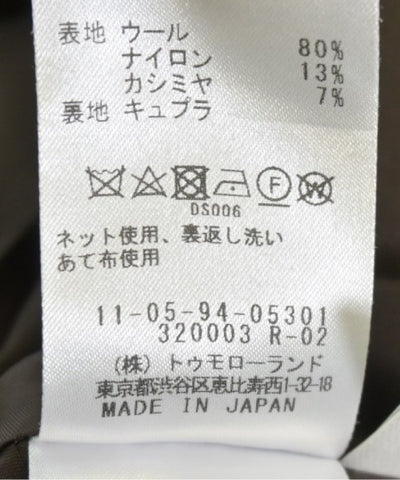 表地 ウール 80%
ナイロン 13%
カシミヤ 7%
裏地 キュプラ
F W
DS006
ネット使用、裏返し洗い
あて布使用
11-05-94-05301
320003 R-02
(株) トゥモローランド
東京都渋谷区恵比寿西1-32-18
MADE IN JAPAN